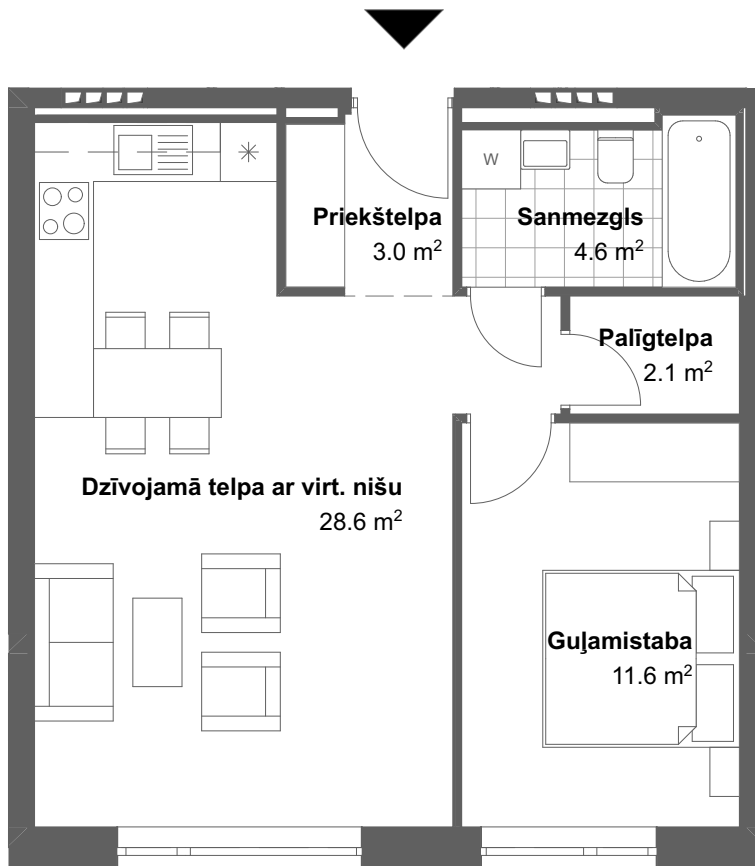 W
Priekštelpa
3.0 m²
Sanmezgls
4.6 m²
Palīgtelpa
2.1 m²
Dzīvojamā telpa ar virt. nišu
28.6 m²
Guļamistaba
11.6 m²